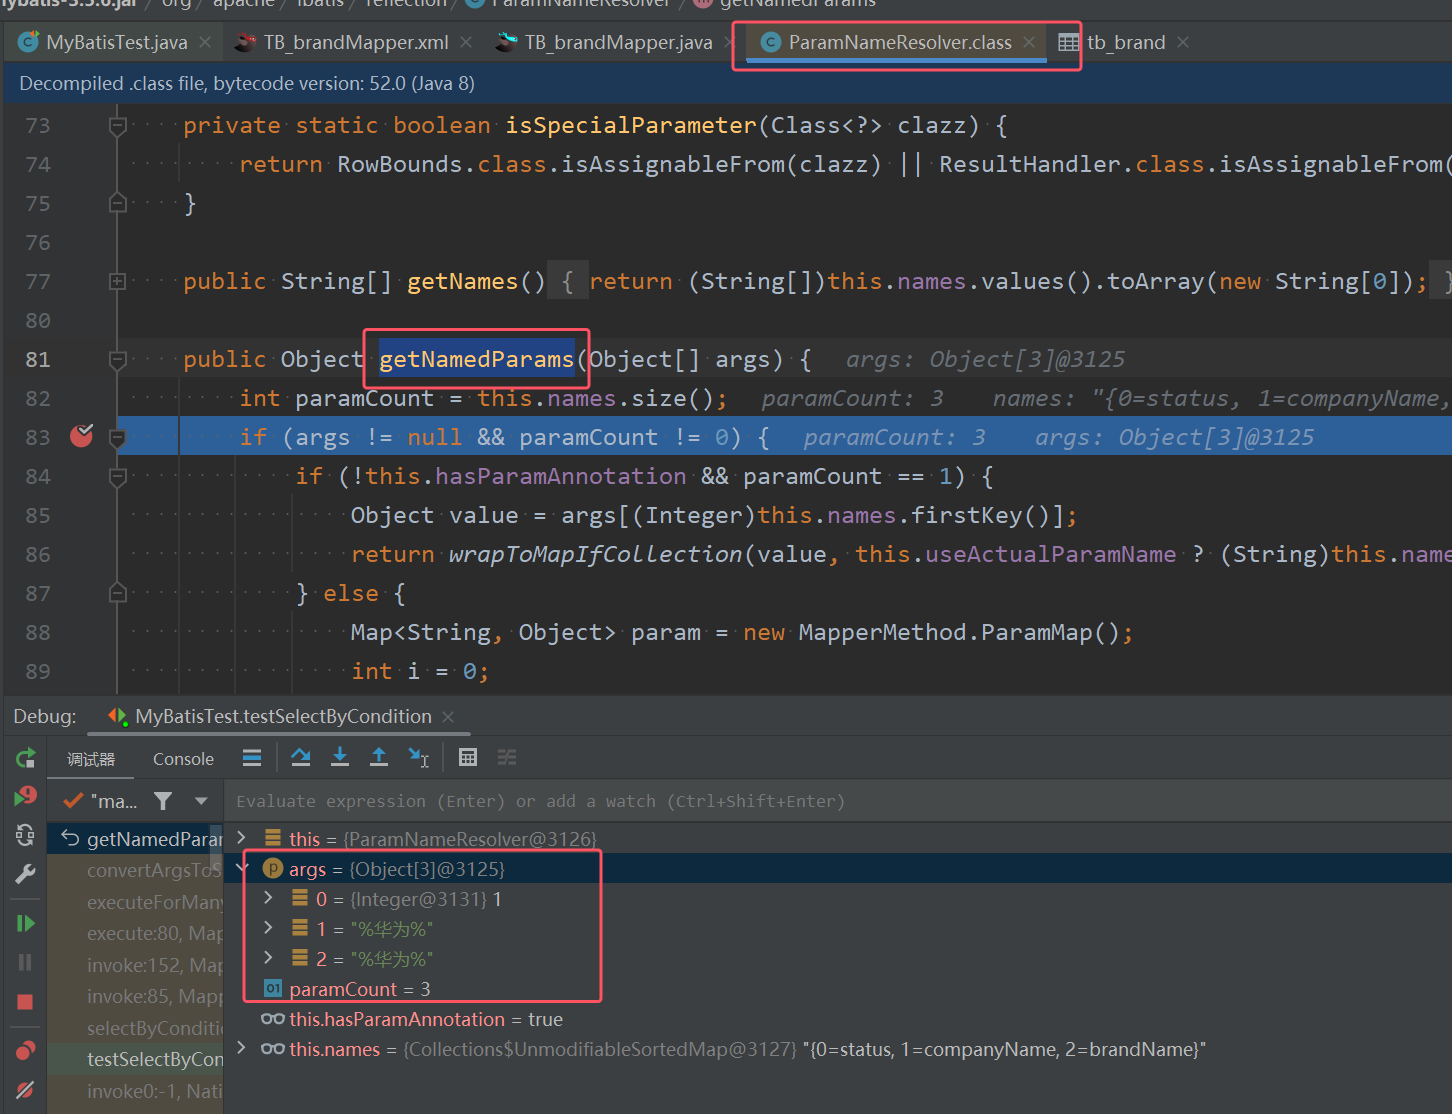 mybatis-3.5.6.jar / org / apache / ibatis / reflection / ParamNameResolver / getNamedParams
MyBatisTest.java TB_brandMapper.xml TB_brandMapper.java ParamNameResolver.class tb_brand
Decompiled .class file, bytecode version: 52.0 (Java 8)
73 private static boolean isSpecialParameter(Class<?> clazz) {
74 return RowBounds.class.isAssignableFrom(clazz) || ResultHandler.class.isAssignableFrom(
75 }
76
77 public String[] getNames() { return (String[])this.names.values().toArray(new String[0]); }
80
81 public Object getNamedParams(Object[] args) { args: Object[3]@3125
82 int paramCount = this.names.size(); paramCount: 3 names: "{0=status, 1=companyName,
83 if (args != null && paramCount != 0) { paramCount: 3 args: Object[3]@3125
84 if (!this.hasParamAnnotation && paramCount == 1) {
85 Object value = args[(Integer)this.names.firstKey()];
86 return wrapToMapIfCollection(value, this.useActualParamName ? (String)this.name
87 } else {
88 Map<String, Object> param = new MapperMethod.ParamMap();
89 int i = 0;
Debug: MyBatisTest.testSelectByCondition
调试器 Console
"ma... Evaluate expression (Enter) or add a watch (Ctrl+Shift+Enter)
getNamedParam
convertArgsToS
executeForMany
execute:80, Map
invoke:152, Map
invoke:85, Mapp
selectByConditi
testSelectByCon
invoke0:-1, Nati
this = {ParamNameResolver@3126}
args = {Object[3]@3125}
0 = {Integer@3131} 1
1 = "%华为%"
2 = "%华为%"
01 paramCount = 3
this.hasParamAnnotation = true
this.names = {Collections$UnmodifiableSortedMap@3127} "{0=status, 1=companyName, 2=brandName}"